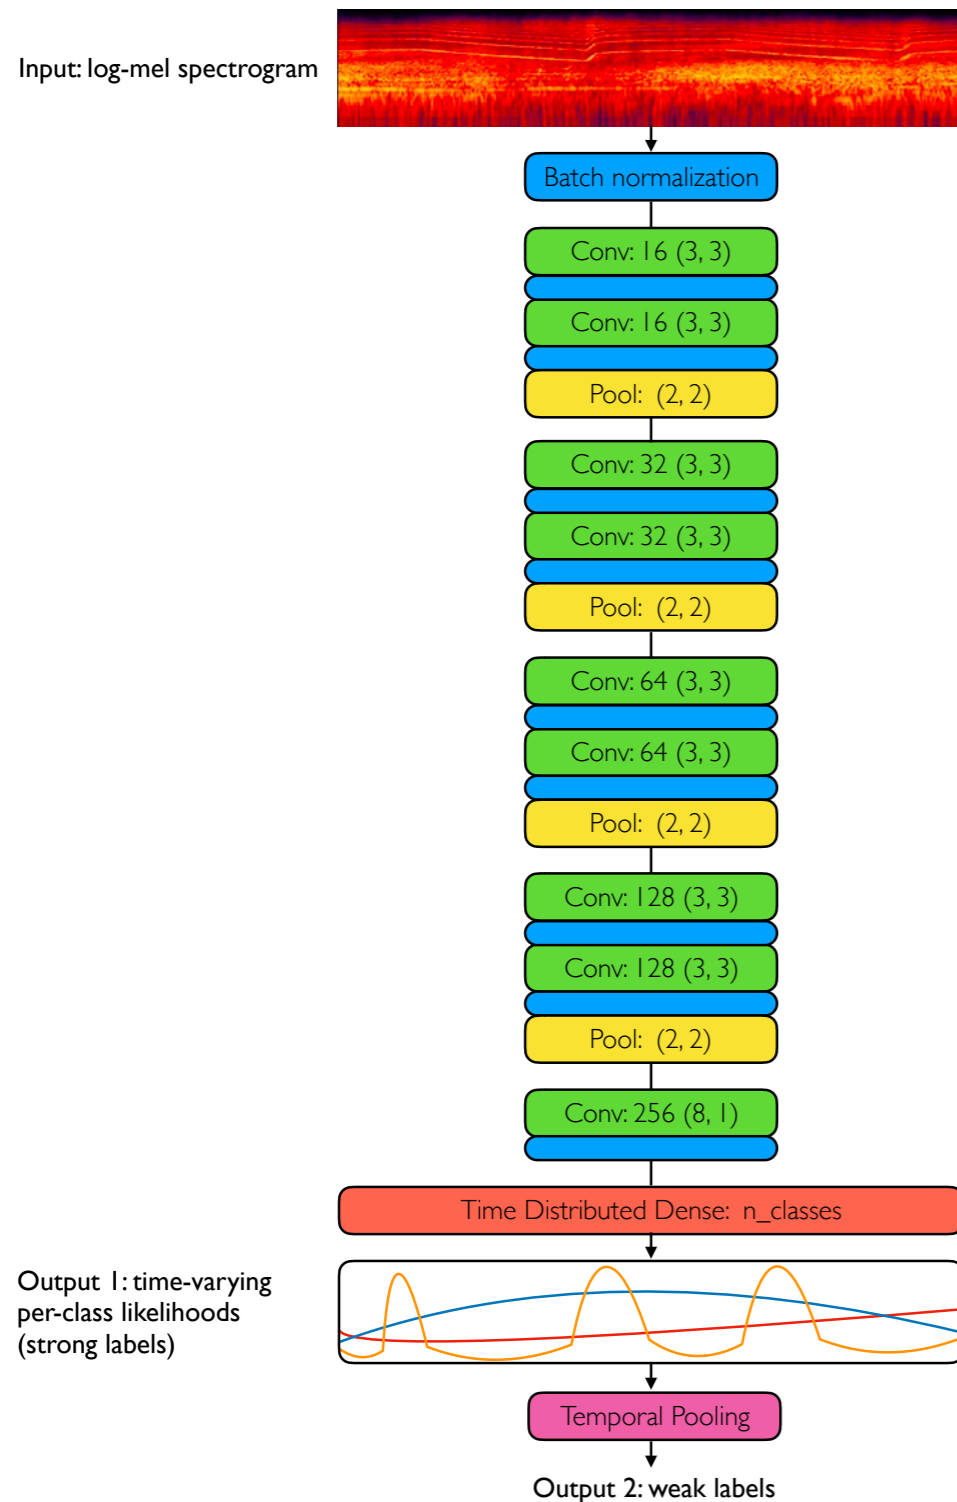 Input: log-mel spectrogram
Batch normalization
Conv: 16 (3, 3)
Conv: 16 (3, 3)
Pool: (2, 2)
Conv: 32 (3, 3)
Conv: 32 (3, 3)
Pool: (2, 2)
Conv: 64 (3, 3)
Conv: 64 (3, 3)
Pool: (2, 2)
Conv: 128 (3, 3)
Conv: 128 (3, 3)
Pool: (2, 2)
Conv: 256 (8, 1)
Time Distributed Dense: n_classes
Output 1: time-varying
per-class likelihoods
(strong labels)
Temporal Pooling
Output 2: weak labels